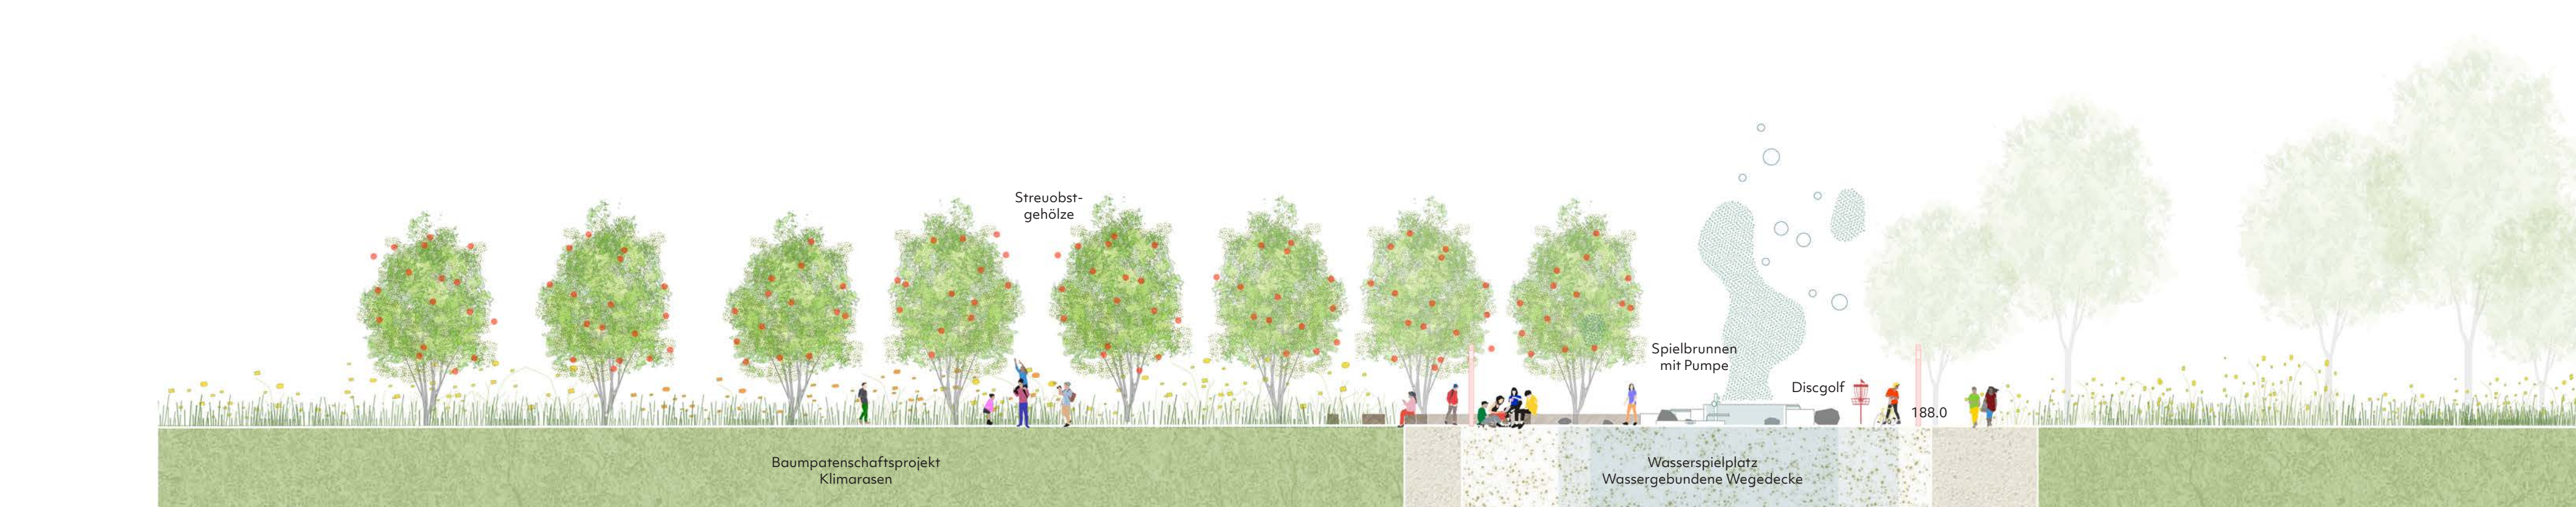 Streuobst-
gehölze
Spielbrunnen
mit Pumpe
Discgolf
188.0
Baumpatenschaftsprojekt
Klimarasen
Wasserspielplatz
Wassergebundene Wegedecke